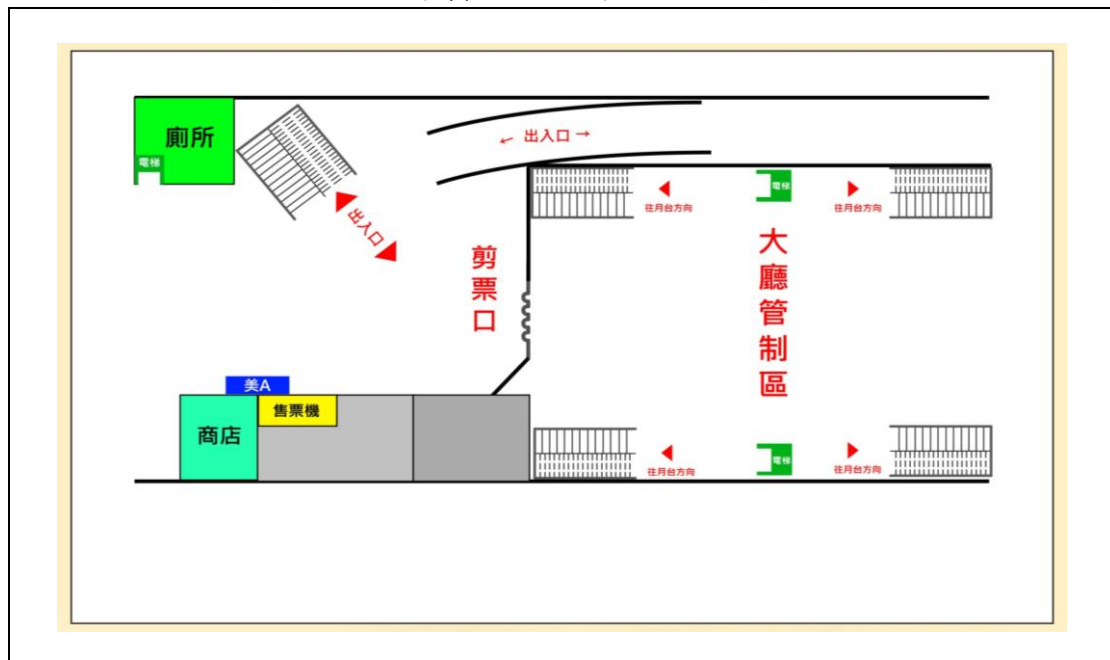 廁所
電梯
← 出入口 →
出入口
往月台方向
電梯
往月台方向
剪票口
大廳管制區
美A
售票機
商店
往月台方向
電梯
往月台方向